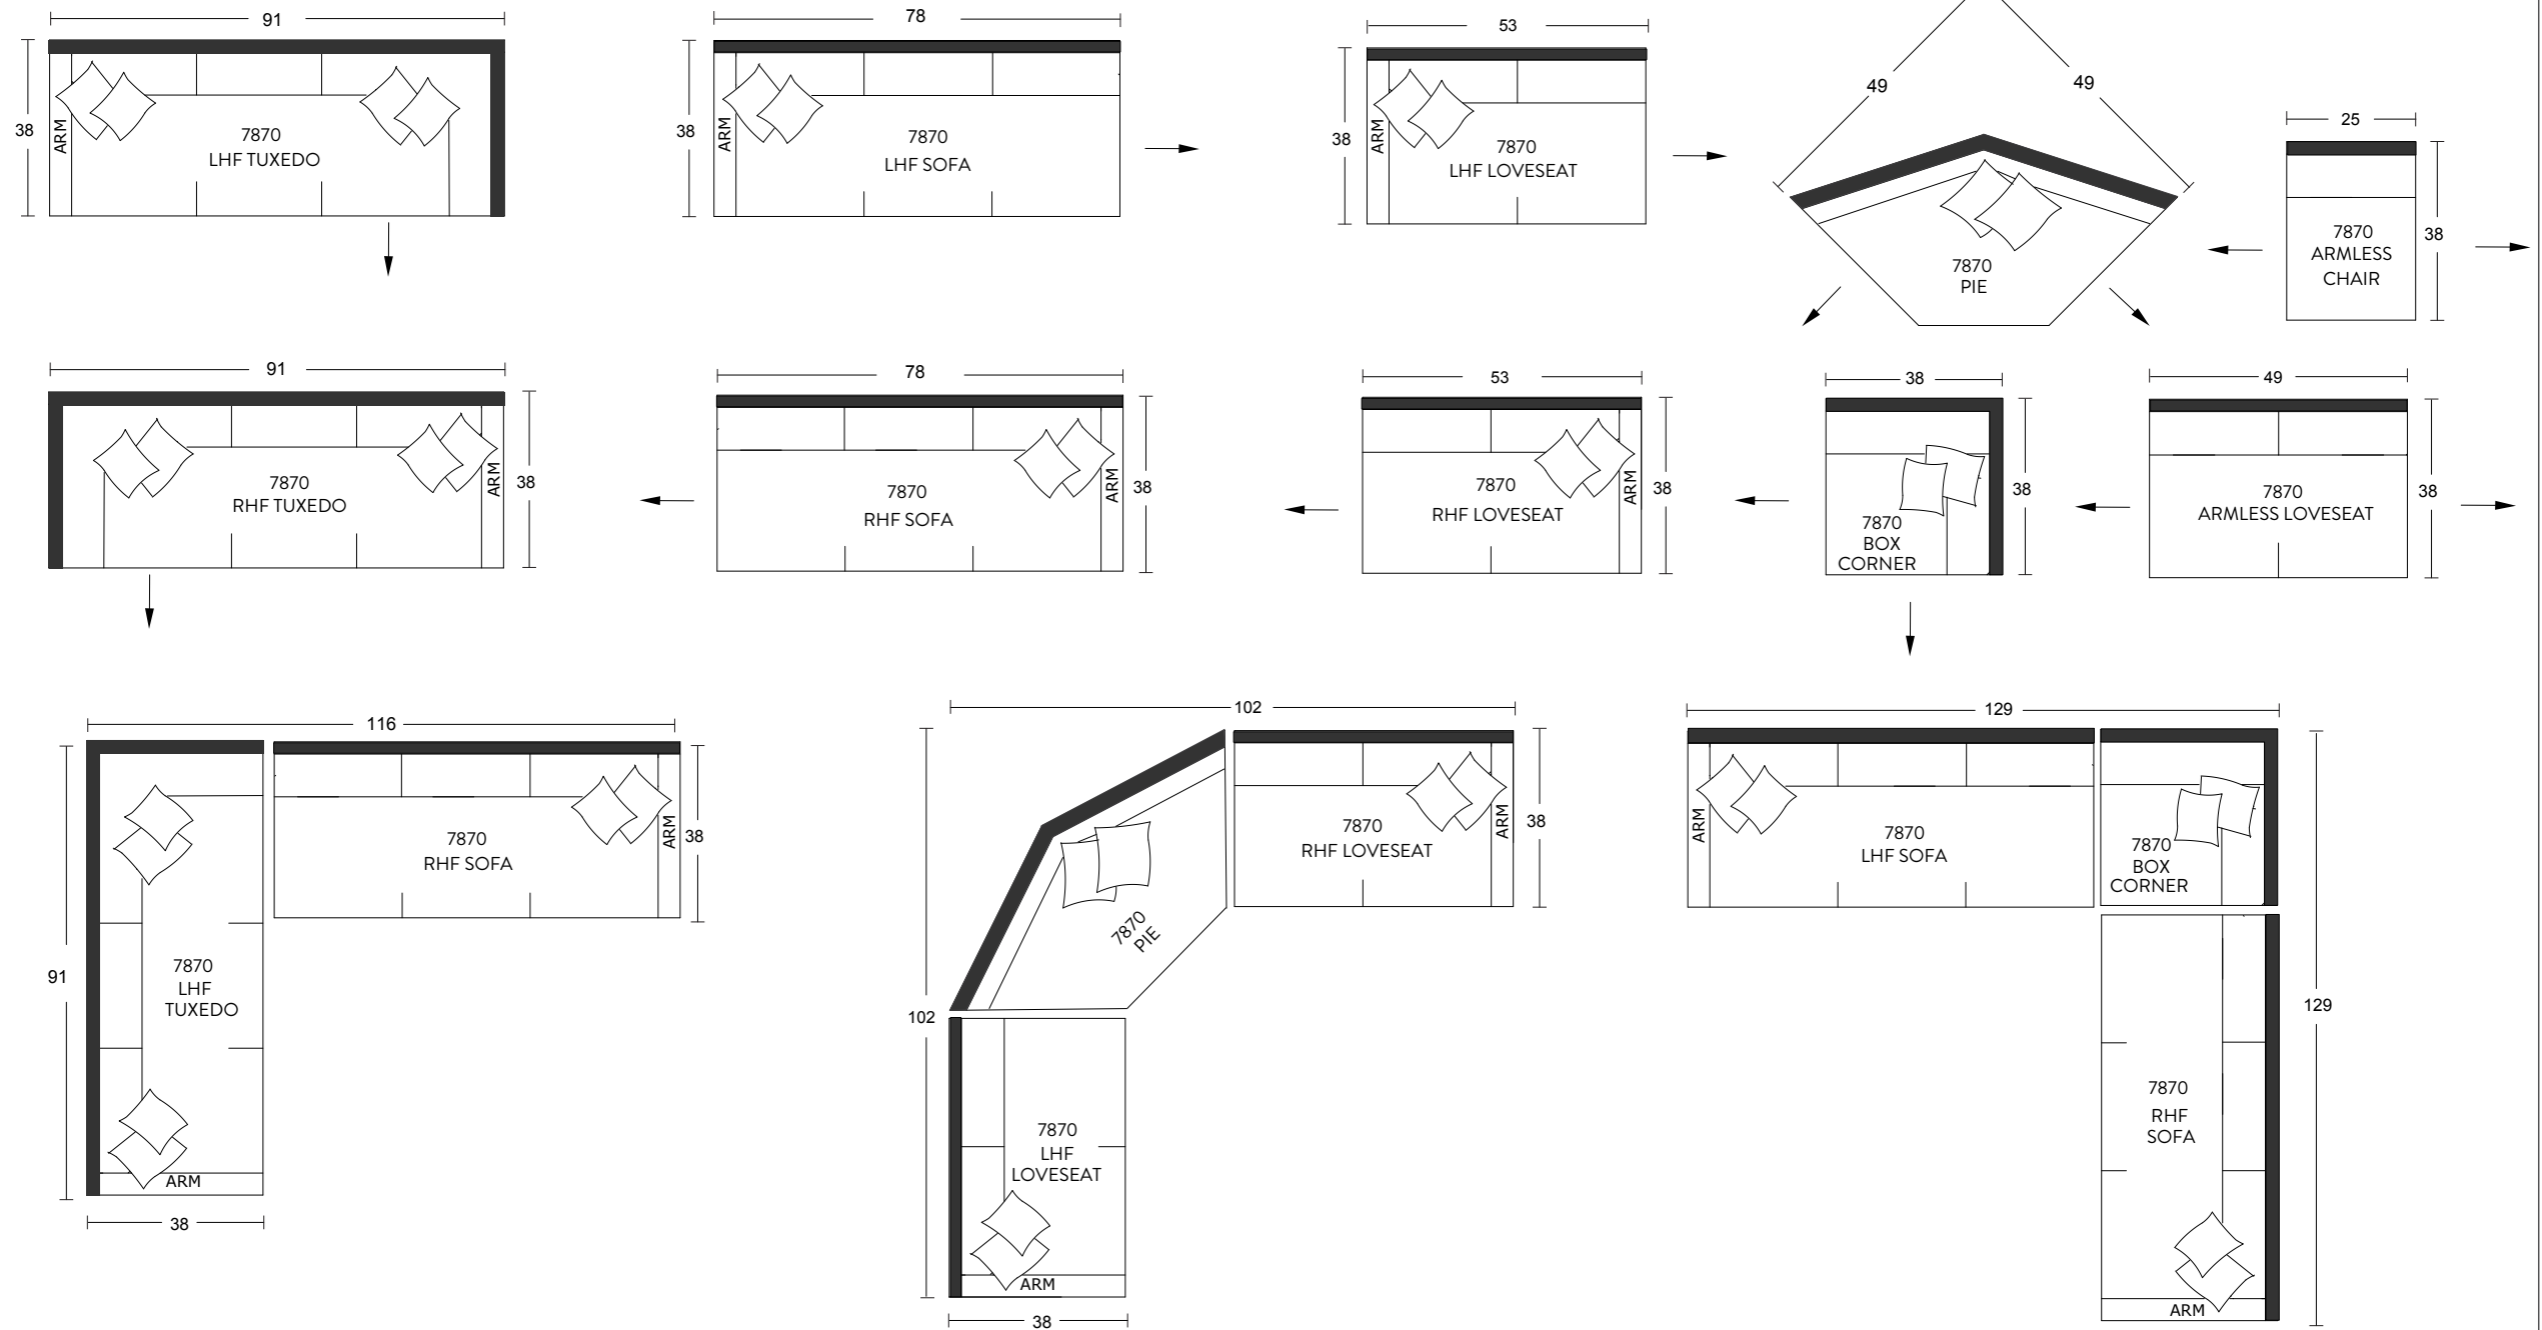 91
38
ARM
7870
LHF TUXEDO
78
38
ARM
7870
LHF SOFA
53
38
ARM
7870
LHF LOVESEAT
49
49
7870
PIE
25
38
7870
ARMLESS
CHAIR
91
7870
RHF TUXEDO
ARM
38
78
7870
RHF SOFA
ARM
38
53
7870
RHF LOVESEAT
ARM
38
38
7870
BOX
CORNER
38
49
7870
ARMLESS LOVESEAT
38
116
91
7870
LHF
TUXEDO
ARM
38
7870
RHF SOFA
ARM
38
102
102
7870
PIE
7870
RHF LOVESEAT
ARM
38
7870
LHF
LOVESEAT
ARM
38
129
ARM
7870
LHF SOFA
7870
BOX
CORNER
129
7870
RHF
SOFA
ARM